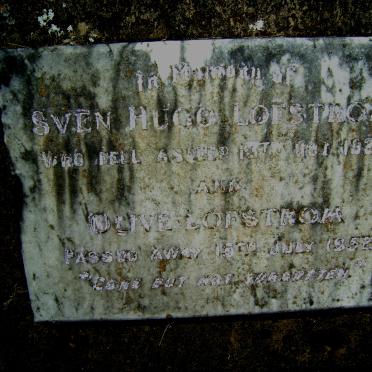 In Memory of
SVEN HUGO LOFSTROM
WHO FELL ASLEEP
AND
OLIVE LOFSTROM
PASSED AWAY 15TH JULY 1952
"GONE BUT NOT FORGOTTEN"